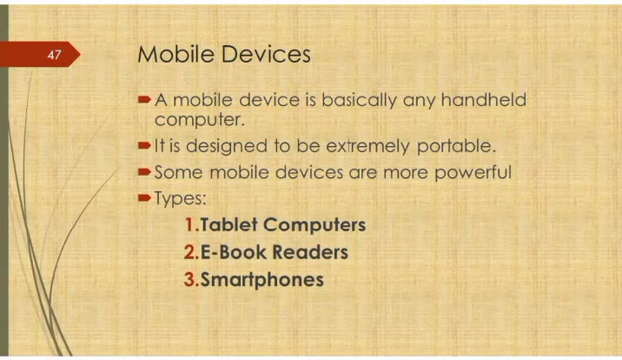 47
Mobile Devices
A mobile device is basically any handheld
computer.
It is designed to be extremely portable.
Some mobile devices are more powerful
Types:
1.Tablet Computers
2.E-Book Readers
3.Smartphones